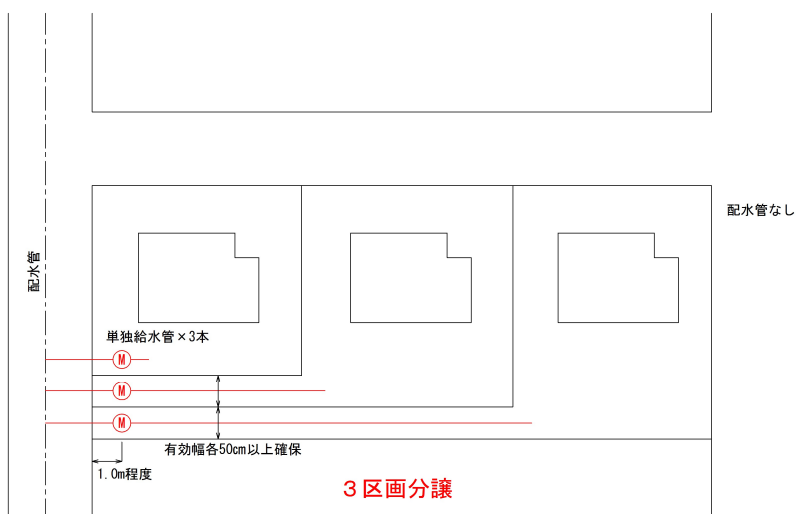 配水管なし
配水管
単独給水管×3本
M
M
M
有効幅各50cm以上確保
1.0m程度
３区画分譲